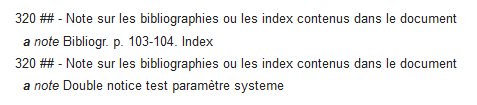 320 ## - Note sur les bibliographies ou les index contenus dans le document
a note Bibliogr. p. 103-104. Index
320 ## - Note sur les bibliographies ou les index contenus dans le document
a note Double notice test paramètre systeme